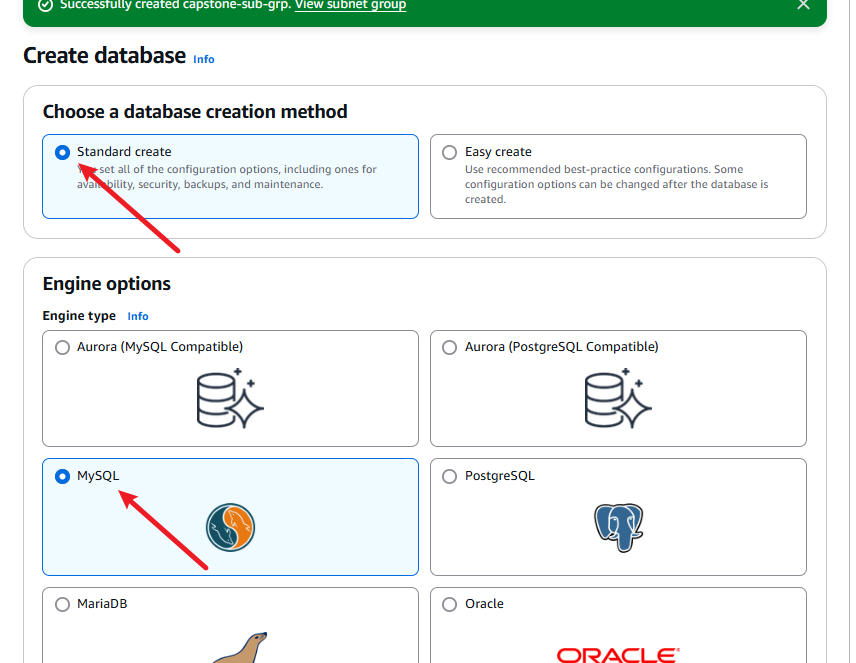 Successfully created capstone-sub-grp. View subnet group
Create database Info
Choose a database creation method
Standard create
You set all of the configuration options, including ones for
availability, security, backups, and maintenance.
Easy create
Use recommended best-practice configurations. Some
configuration options can be changed after the database is
created.
Engine options
Engine type Info
Aurora (MySQL Compatible)
Aurora (PostgreSQL Compatible)
MySQL
PostgreSQL
MariaDB
Oracle
ORACLE